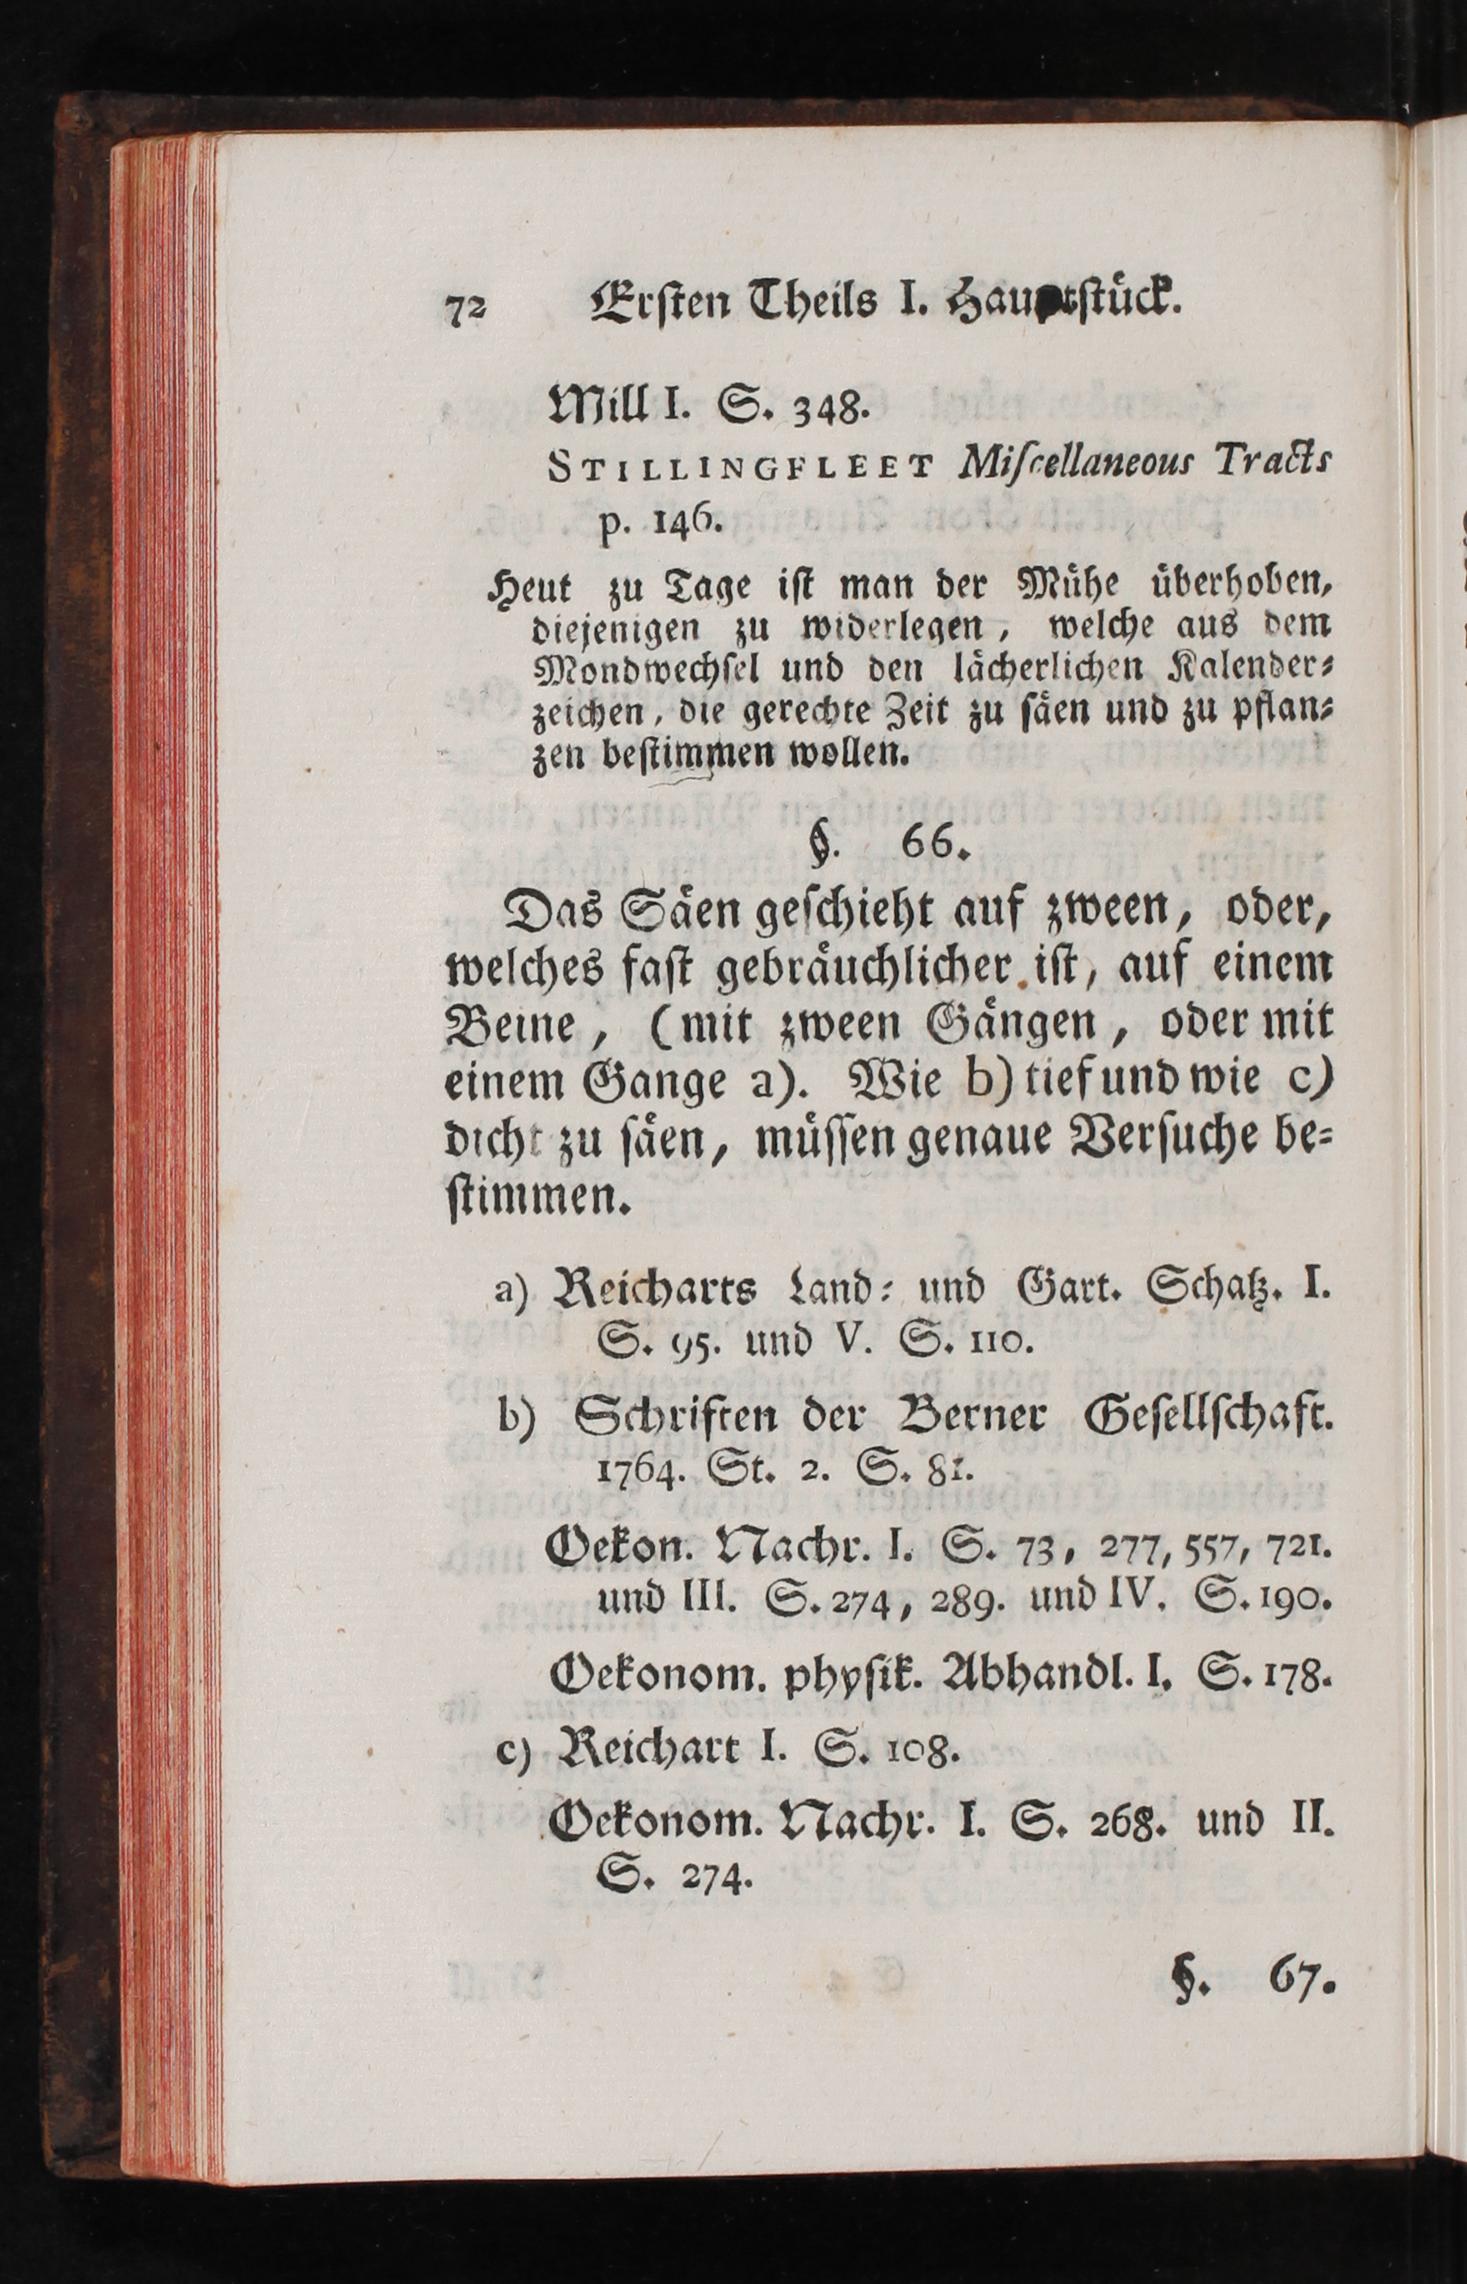 72 Erſten Theils I. Hauptſtück.
Mill I. S. 348.
STILLINGFLEET Miſcellaneous Tracts
p. 146.
Heut zu Tage iſt man der Mühe überhoben,
diejenigen zu widerlegen, welche aus dem
Mondwechſel und den lächerlichen Kalender⸗
zeichen, die gerechte Zeit zu ſäen und zu pflan⸗
zen beſtimmen wollen.
§. 66.
Das Säen geſchieht auf zween, oder,
welches faſt gebräuchlicher iſt, auf einem
Beine, (mit zween Gängen, oder mit
einem Gange a). Wie b) tief und wie c)
dicht zu ſäen, müſſen genaue Verſuche be⸗
ſtimmen.
a) Reicharts Land⸗ und Gart. Schatz. I.
S. 95. und V. S. 110.
b) Schriften der Berner Geſellſchaft.
1764. St. 2. S. 81.
Oekon. Nachr. I. S. 73, 277, 557, 721.
und III. S. 274, 289. und IV. S. 190.
Oekonom. phyſik. Abhandl. I. S. 178.
c) Reichart I. S. 108.
Oekonom. Nachr. I. S. 268. und II.
S. 274.
§. 67.